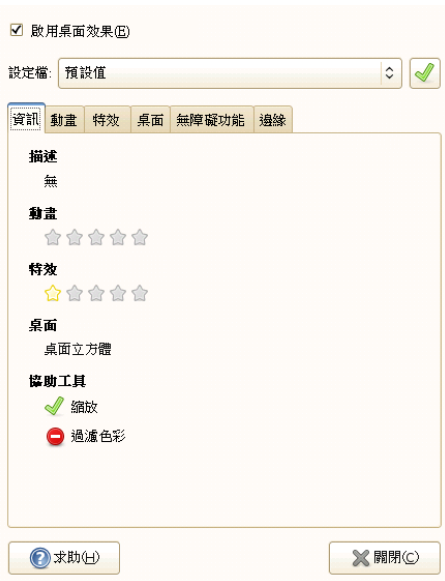 啟用桌面效果(E)
設定檔: 預設值
資訊 動畫 特效 桌面 無障礙功能 邊緣
描述
無
動畫
特效
桌面
桌面立方體
協助工具
縮放
過濾色彩
求助(H) 關閉(C)